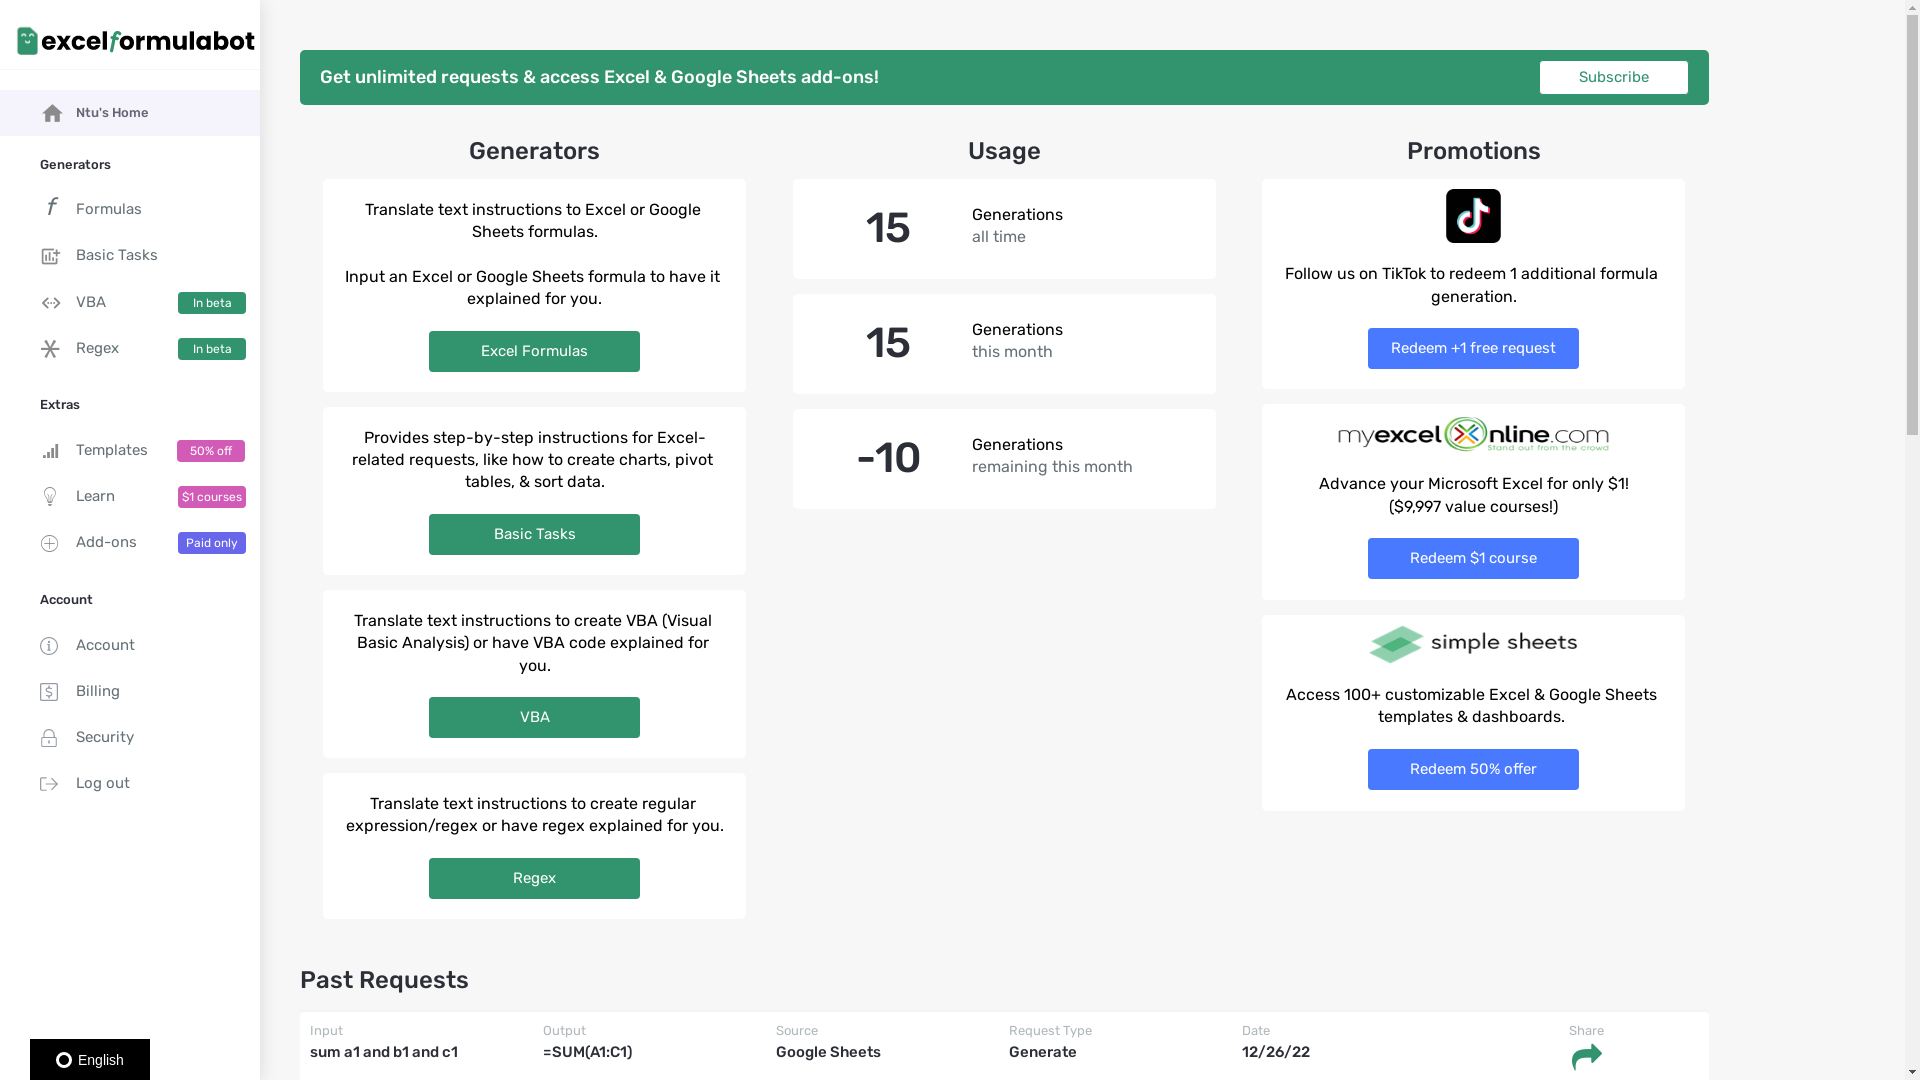 excelformulabot
Ntu's Home
Generators
Formulas
Basic Tasks
VBA
In beta
Regex
In beta
Extras
Templates
50% off
Learn
$1 courses
Add-ons
Paid only
Account
Account
Billing
Security
Log out
English
Get unlimited requests & access Excel & Google Sheets add-ons!
Subscribe
Generators
Translate text instructions to Excel or Google
Sheets formulas.
Input an Excel or Google Sheets formula to have it
explained for you.
Excel Formulas
Provides step-by-step instructions for Excel-
related requests, like how to create charts, pivot
tables, & sort data.
Basic Tasks
Translate text instructions to create VBA (Visual
Basic Analysis) or have VBA code explained for
you.
VBA
Translate text instructions to create regular
expression/regex or have regex explained for you.
Regex
Usage
15
Generations
all time
15
Generations
this month
-10
Generations
remaining this month
Promotions
Follow us on TikTok to redeem 1 additional formula
generation.
Redeem +1 free request
myexcelOnline.com
Stand out from the crowd
Advance your Microsoft Excel for only $1!
($9,997 value courses!)
Redeem $1 course
simple sheets
Access 100+ customizable Excel & Google Sheets
templates & dashboards.
Redeem 50% offer
Past Requests
Input
Output
Source
Request Type
Date
Share
sum a1 and b1 and c1
=SUM(A1:C1)
Google Sheets
Generate
12/26/22